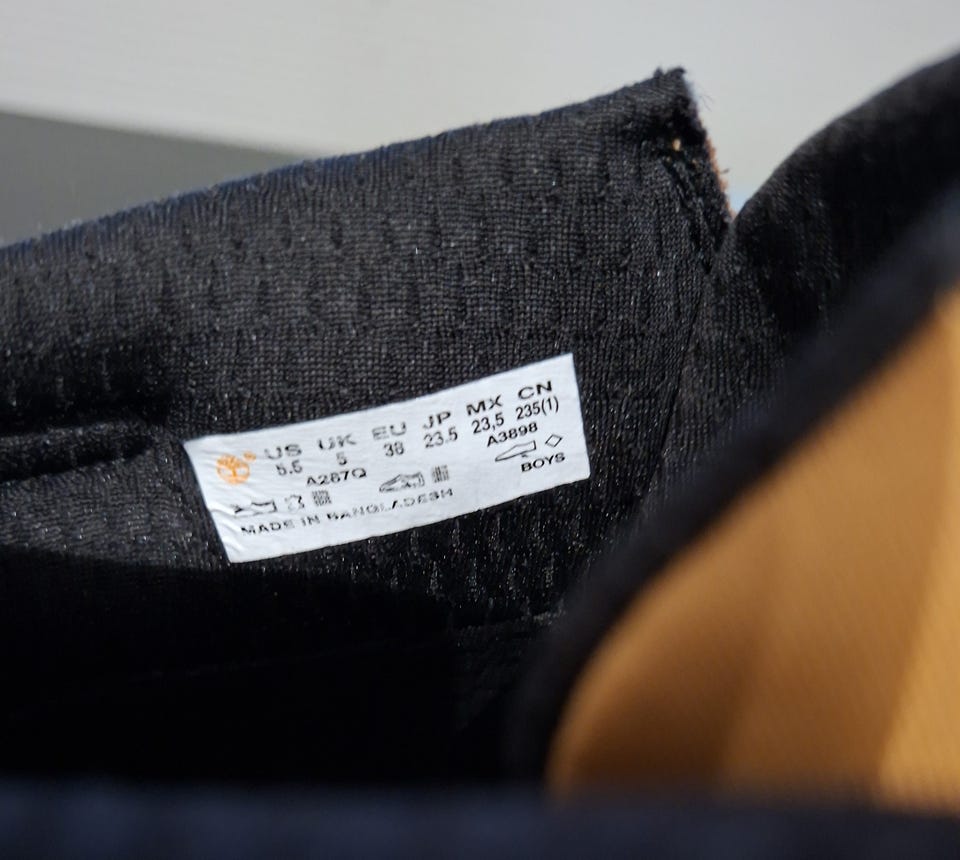 US UK EU JP MX CN
5.5 5 38 23.5 23,5 235(1)
A287Q A3898
BOYS
MADE IN BANGLADESH